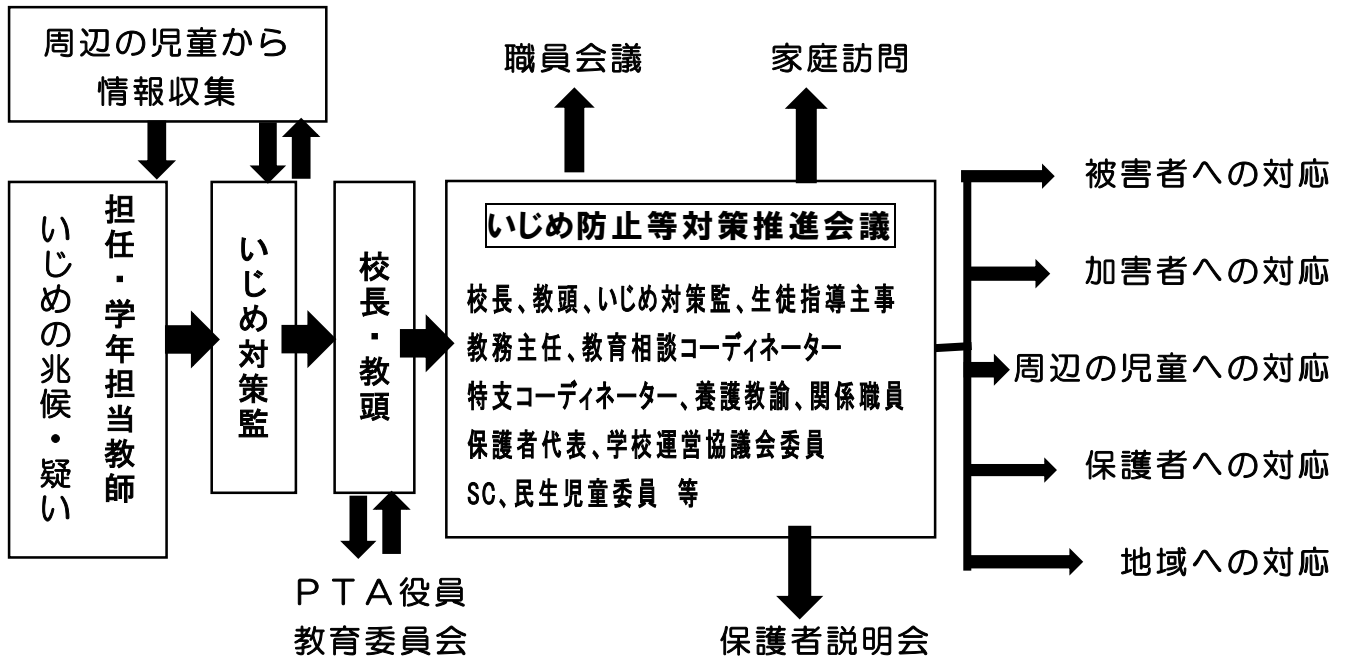 周辺の児童から
情報収集
職員会議
家庭訪問
担任・学年担当教師
いじめの兆候・疑い
いじめ対策監
校長・教頭
いじめ防止等対策推進会議
校長、教頭、いじめ対策監、生徒指導主事
教務主任、教育相談コーディネーター
特支コーディネーター、養護教諭、関係職員
保護者代表、学校運営協議会委員
SC、民生児童委員　等
被害者への対応
加害者への対応
周辺の児童への対応
保護者への対応
地域への対応
ＰＴＡ役員
教育委員会
保護者説明会